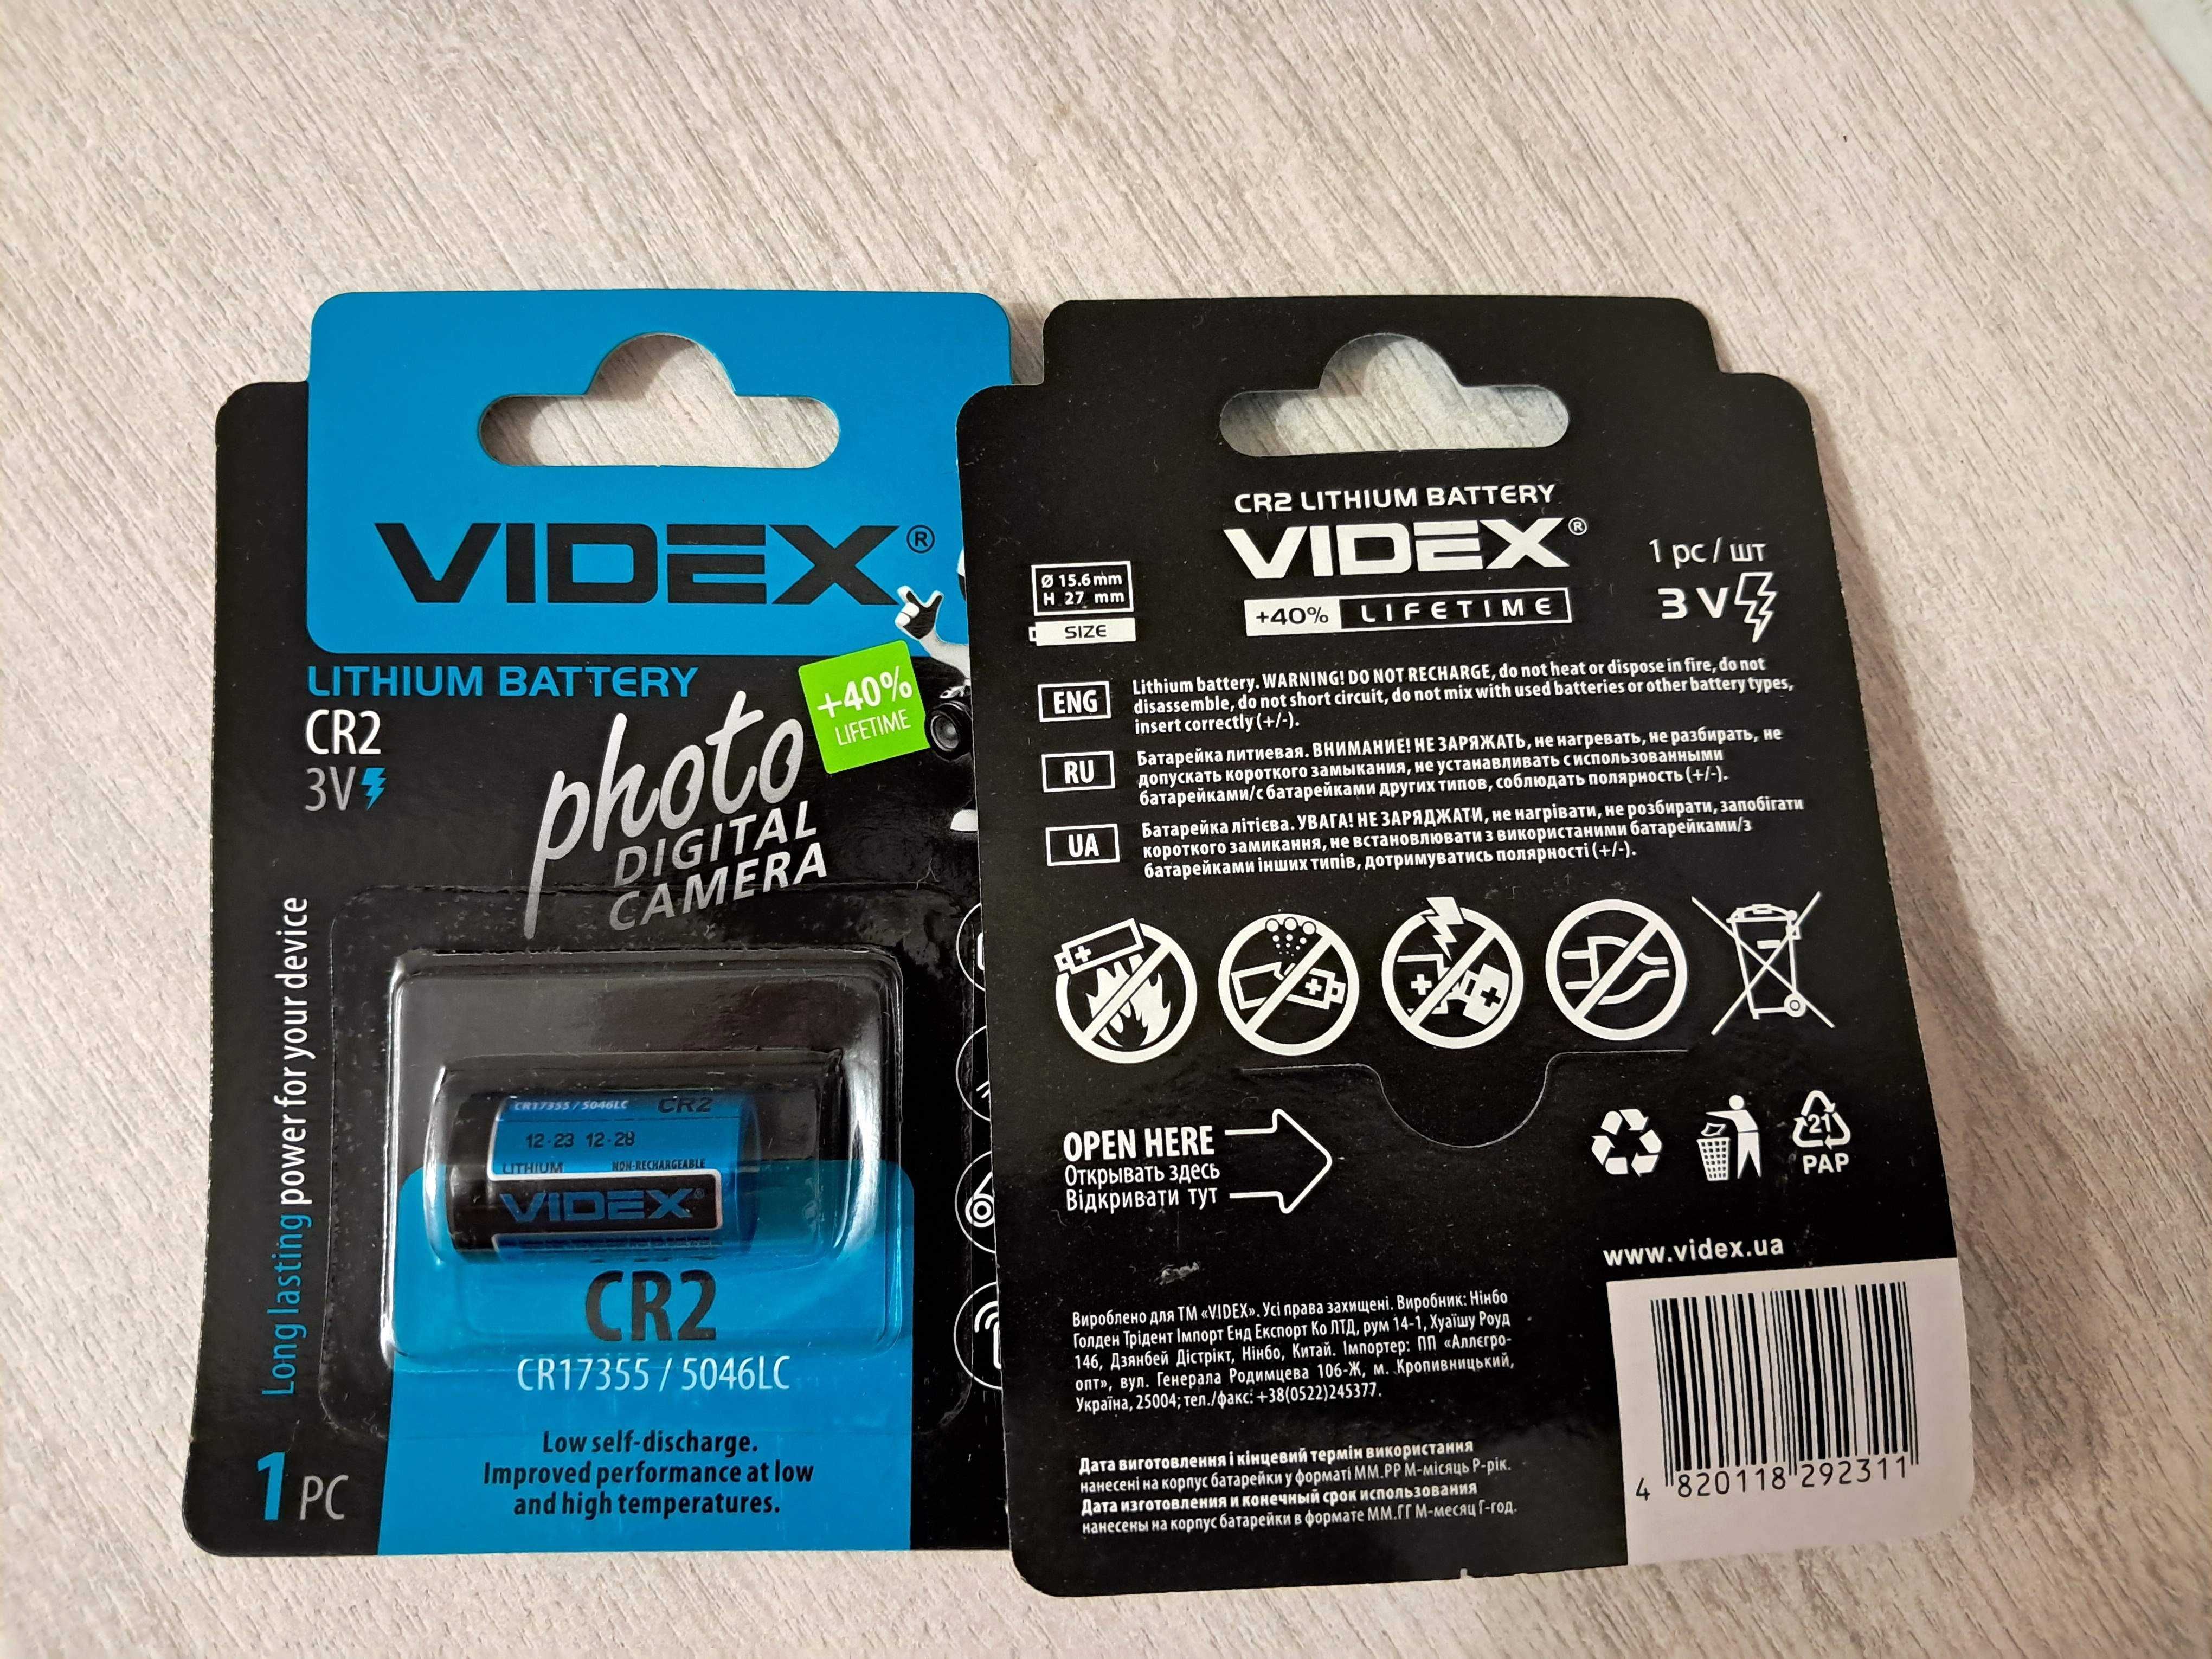 VIDEX®
LITHIUM BATTERY
CR2
3V
+40%
LIFETIME
photo
DIGITAL
CAMERA
Long lasting power for your device
CR17355 / 5046LC CR2
12-23 12-28
LITHIUM NON-RECHARGEABLE
VIDEX®
CR2
CR17355 / 5046LC
Low self-discharge.
Improved performance at low
and high temperatures.
1 PC
CR2 LITHIUM BATTERY
VIDEX®
+40% LIFETIME
Ø 15.6 mm
H 27 mm
SIZE
1 pc / шт
3 V
ENG
Lithium battery. WARNING! DO NOT RECHARGE, do not heat or dispose in fire, do not
disassemble, do not short circuit, do not mix with used batteries or other battery types,
insert correctly (+/-).
RU
Батарейка литиевая. ВНИМАНИЕ! НЕ ЗАРЯЖАТЬ, не нагревать, не разбирать, не
допускать короткого замыкания, не устанавливать с использованными
батарейками/с батарейками других типов, соблюдать полярность (+/-).
UA
Батарейка літієва. УВАГА! НЕ ЗАРЯДЖАТИ, не нагрівати, не розбирати, запобігати
короткого замикання, не встановлювати з використаними батарейками/з
батарейками інших типів, дотримуватись полярності (+/-).
OPEN HERE
Открывать здесь
Відкривати тут
21
PAP
www.videx.ua
Вироблено для ТМ «VIDEX». Усі права захищені. Виробник: Нінбо
Голден Трідент Імпорт Енд Експорт Ко ЛТД, рум 14-1, Хуаїшу Роуд
146, Дзянбей Дістрікт, Нінбо, Китай. Імпортер: ПП «Аллєгро-
опт», вул. Генерала Родимцева 106-Ж, м. Кропивницький,
Україна, 25004; тел./факс: +38(0522)245377.
Дата виготовлення і кінцевий термін використання
нанесені на корпус батарейки у форматі ММ.РР М-місяць Р-рік.
Дата изготовления и конечный срок использования
нанесены на корпус батарейки в формате ММ.ГГ М-месяц Г-год.
4 820118 292311